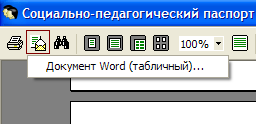 Социально-педагогический паспорт
100%
Документ Word (табличный)...